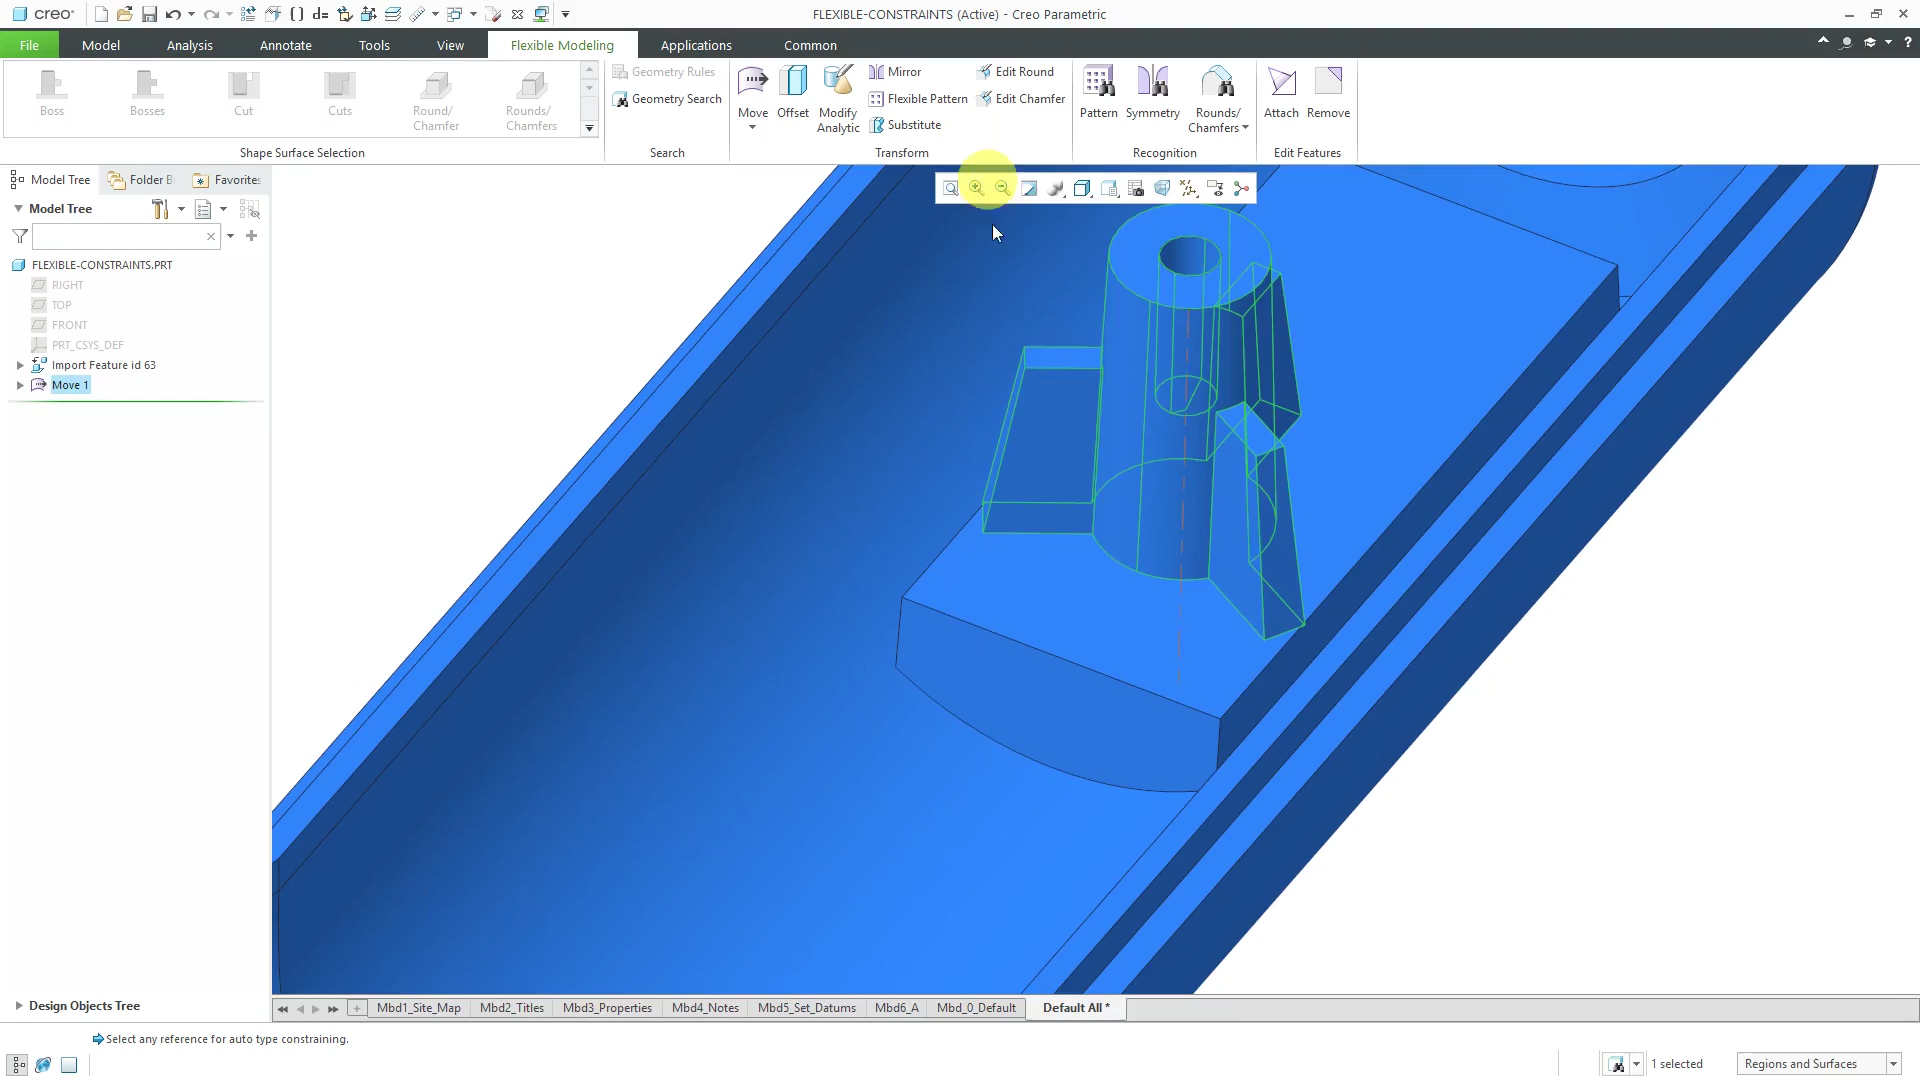 creo
FLEXIBLE-CONSTRAINTS (Active) - Creo Parametric
File
Model
Analysis
Annotate
Tools
View
Flexible Modeling
Applications
Common
Boss
Bosses
Cut
Cuts
Round/
Chamfer
Rounds/
Chamfers
Shape Surface Selection
Geometry Rules
Geometry Search
Search
Move
Offset
Modify
Analytic
Mirror
Flexible Pattern
Substitute
Edit Round
Edit Chamfer
Transform
Pattern
Symmetry
Rounds/
Chamfers
Recognition
Attach
Remove
Edit Features
Model Tree
Folder B
Favorites
Model Tree
FLEXIBLE-CONSTRAINTS.PRT
RIGHT
TOP
FRONT
PRT_CSYS_DEF
Import Feature id 63
Move 1
Design Objects Tree
Mbd1_Site_Map
Mbd2_Titles
Mbd3_Properties
Mbd4_Notes
Mbd5_Set_Datums
Mbd6_A
Mbd_0_Default
Default All *
Select any reference for auto type constraining.
1 selected
Regions and Surfaces